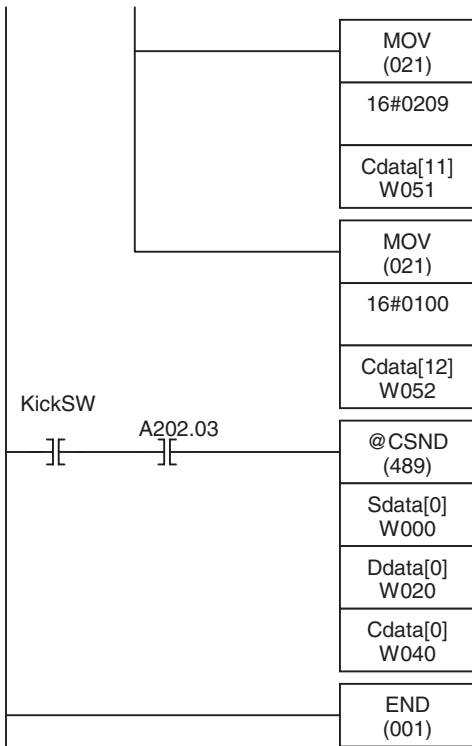 MOV
(021)
16#0209
Cdata[11]
W051
MOV
(021)
16#0100
Cdata[12]
W052
KickSW
A202.03
@CSND
(489)
Sdata[0]
W000
Ddata[0]
W020
Cdata[0]
W040
END
(001)